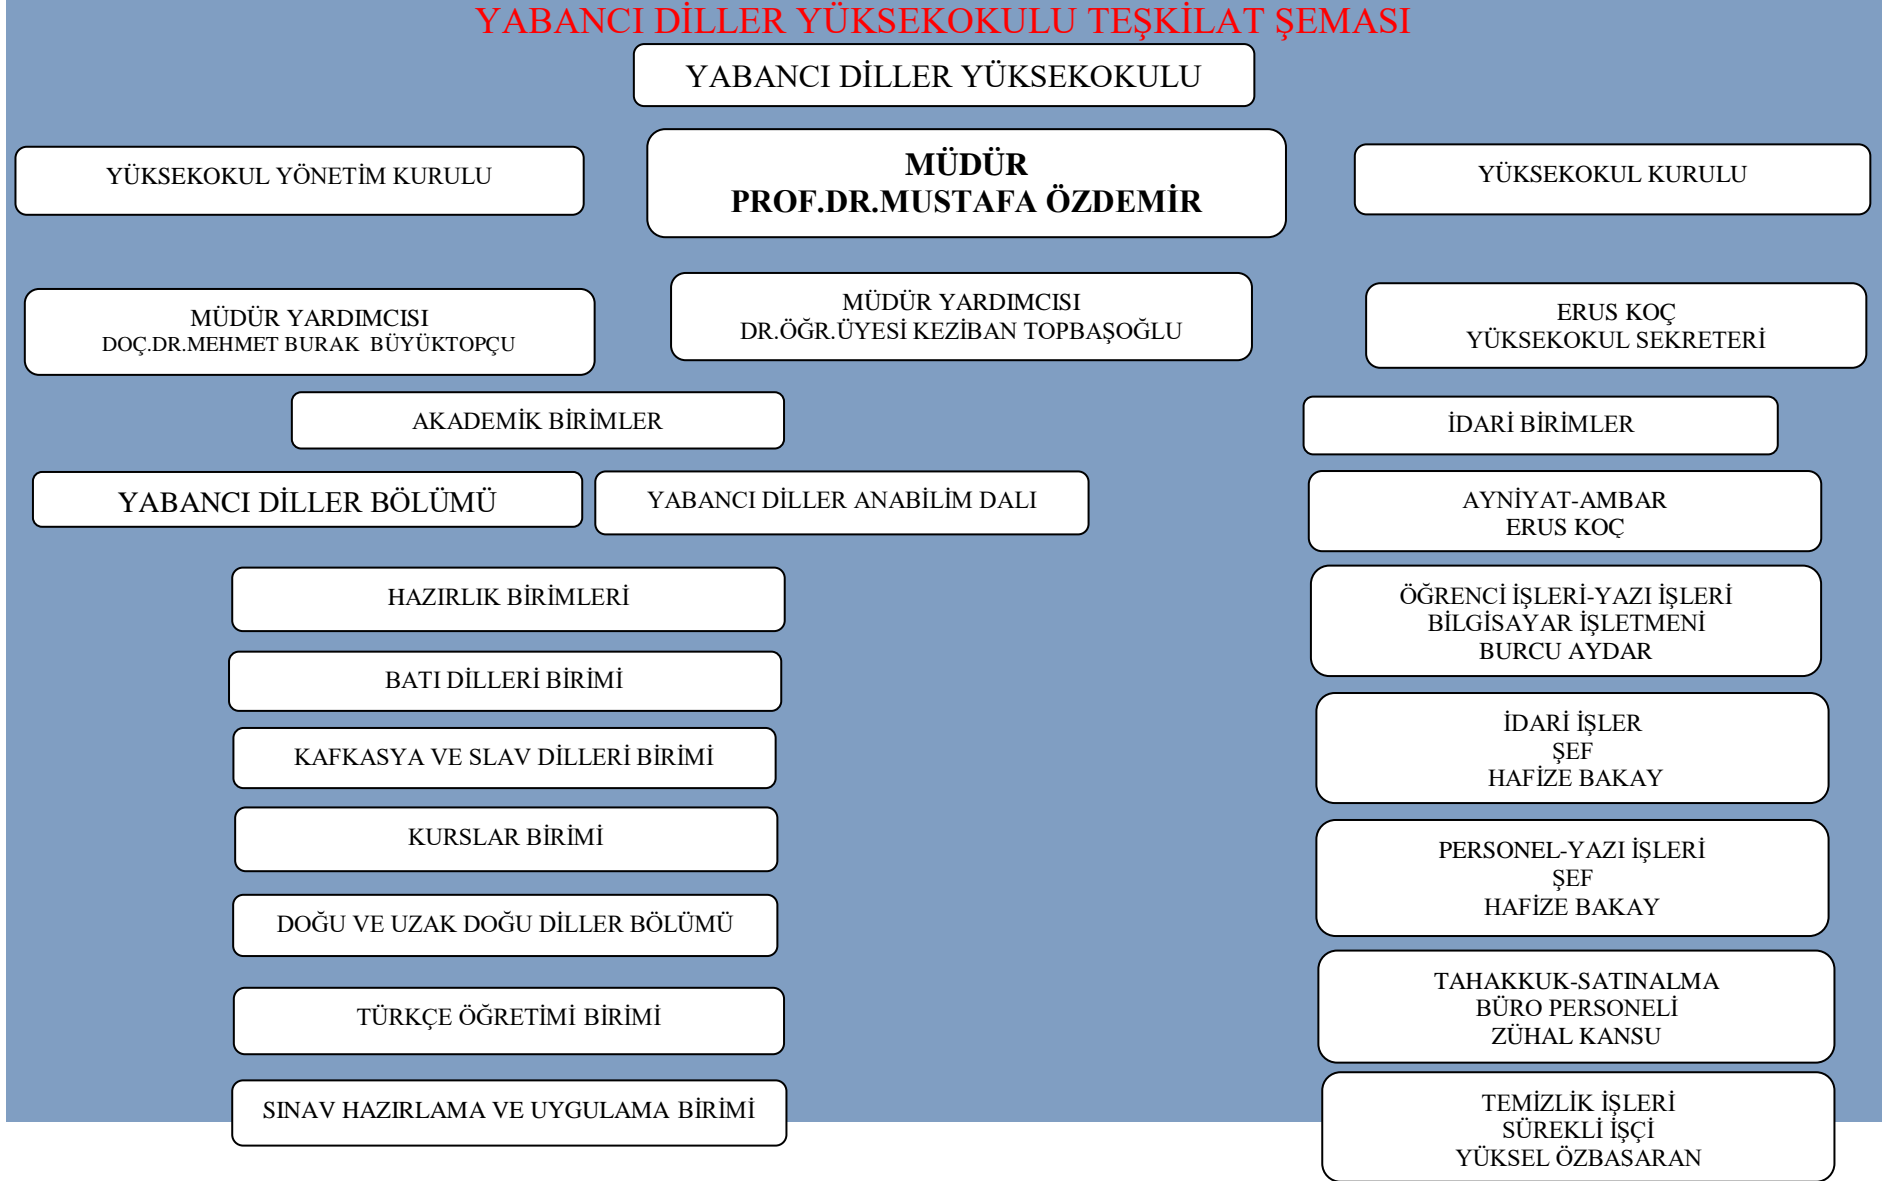 YABANCI DİLLER YÜKSEKOKULU TEŞKİLAT ŞEMASI
YABANCI DİLLER YÜKSEKOKULU
YÜKSEKOKUL YÖNETİM KURULU
MÜDÜR
PROF.DR.MUSTAFA ÖZDEMİR
YÜKSEKOKUL KURULU
MÜDÜR YARDIMCISI
DOÇ.DR.MEHMET BURAK BÜYÜKTOPÇU
MÜDÜR YARDIMCISI
DR.ÖĞR.ÜYESİ KEZİBAN TOPBAŞOĞLU
ERUS KOÇ
YÜKSEKOKUL SEKRETERİ
AKADEMİK BİRİMLER
YABANCI DİLLER BÖLÜMÜ
YABANCI DİLLER ANABİLİM DALI
HAZIRLIK BİRİMLERİ
BATI DİLLERİ BİRİMİ
KAFKASYA VE SLAV DİLLERİ BİRİMİ
KURSLAR BİRİMİ
DOĞU VE UZAK DOĞU DİLLER BÖLÜMÜ
TÜRKÇE ÖĞRETİMİ BİRİMİ
SINAV HAZIRLAMA VE UYGULAMA BİRİMİ
İDARİ BİRİMLER
AYNİYAT-AMBAR
ERUS KOÇ
ÖĞRENCİ İŞLERİ-YAZI İŞLERİ
BİLGİSAYAR İŞLETMENİ
BURCU AYDAR
İDARİ İŞLER
ŞEF
HAFİZE BAKAY
PERSONEL-YAZI İŞLERİ
ŞEF
HAFİZE BAKAY
TAHAKKUK-SATINALMA
BÜRO PERSONELİ
ZÜHAL KANSU
TEMİZLİK İŞLERİ
SÜREKLİ İŞÇİ
YÜKSEL ÖZBASARAN